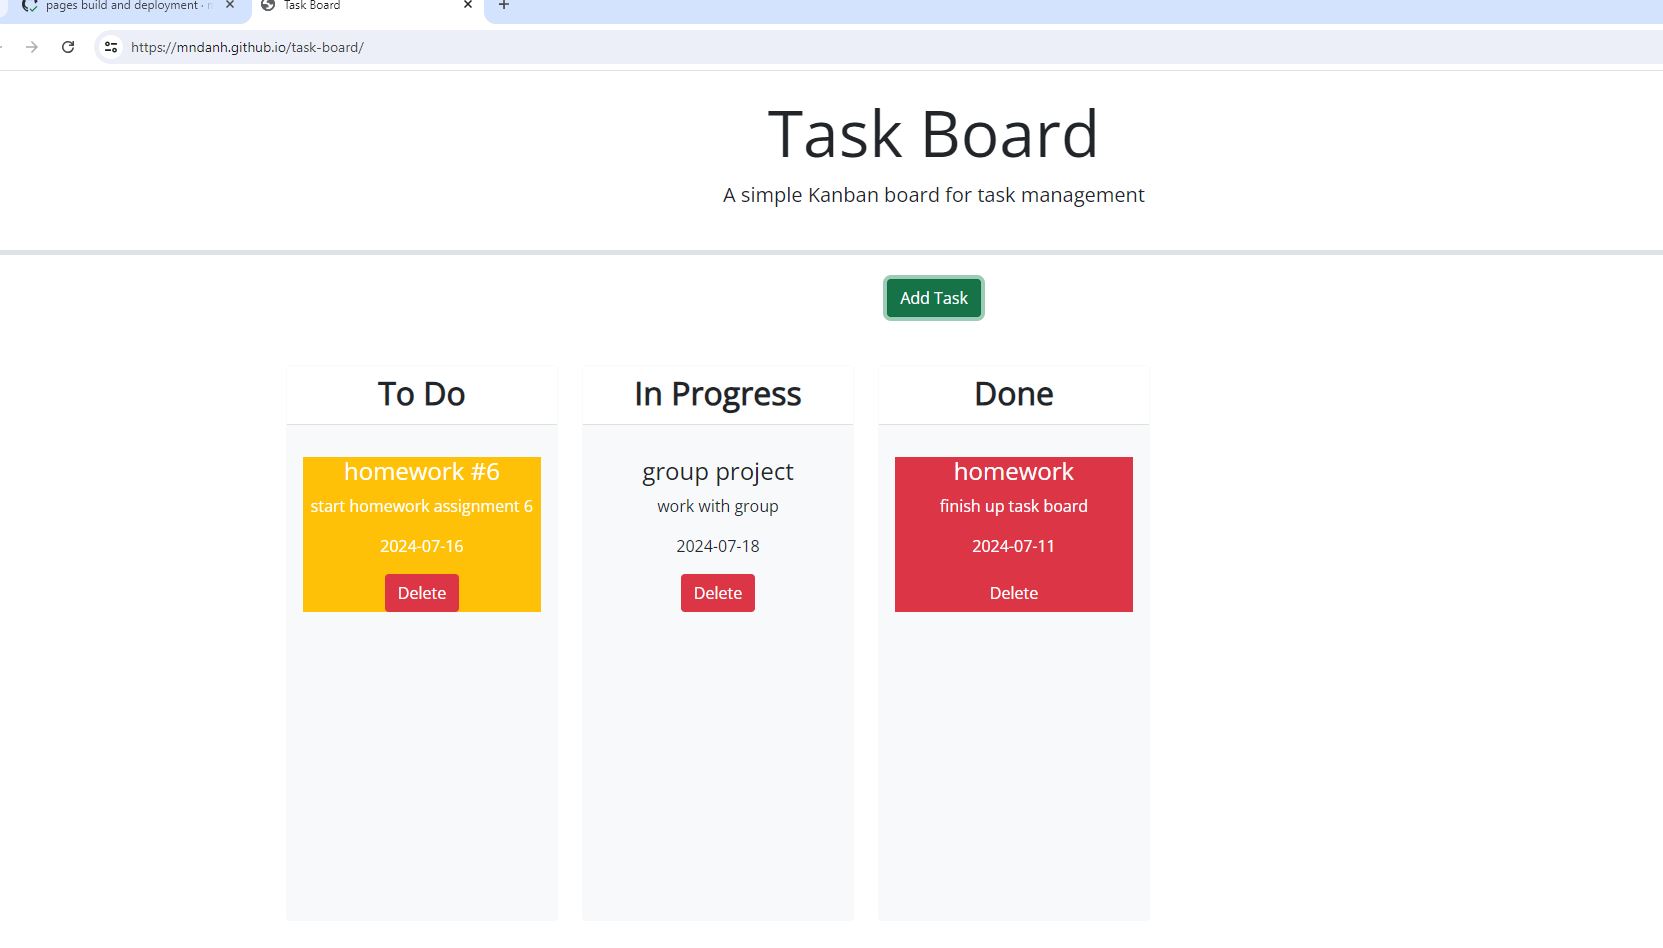 pages build and deployment ·
Task Board
https://mndanh.github.io/task-board/
Task Board
A simple Kanban board for task management
Add Task
To Do
homework #6
start homework assignment 6
2024-07-16
Delete
In Progress
group project
work with group
2024-07-18
Delete
Done
homework
finish up task board
2024-07-11
Delete